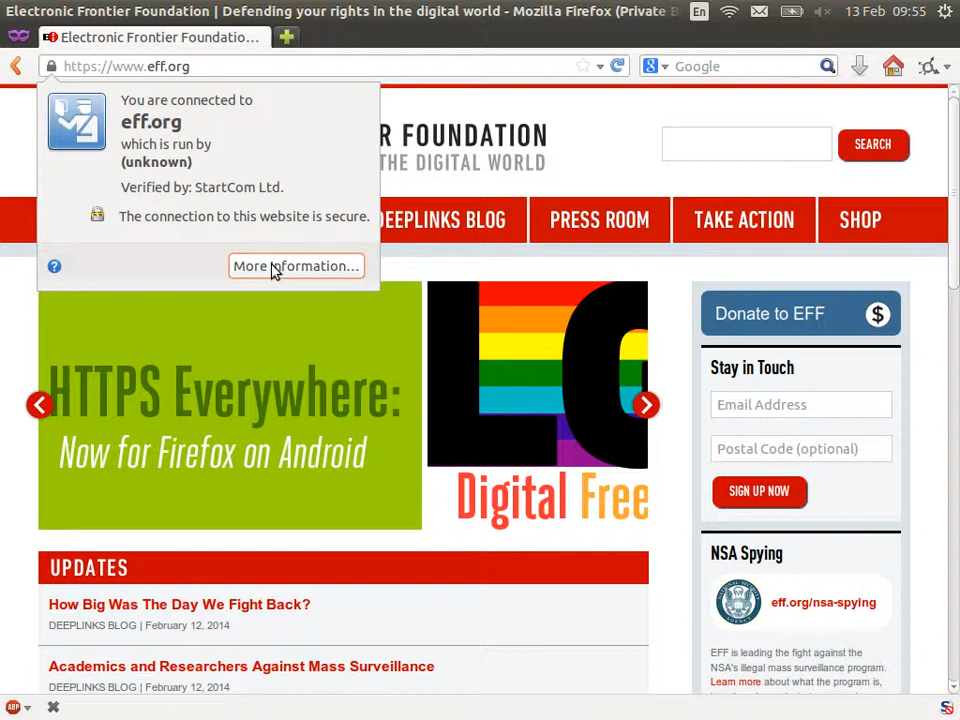 Electronic Frontier Foundation | Defending your rights in the digital world - Mozilla Firefox (Private B
En
13 Feb 09:55
Electronic Frontier Foundatio...
https://www.eff.org
Google
You are connected to
eff.org
which is run by
(unknown)
Verified by: StartCom Ltd.
The connection to this website is secure.
More Information...
R FOUNDATION
THE DIGITAL WORLD
SEARCH
DEEPLINKS BLOG
PRESS ROOM
TAKE ACTION
SHOP
HTTPS Everywhere:
Now for Firefox on Android
LO
Digital Free
Donate to EFF
$
Stay in Touch
Email Address
Postal Code (optional)
SIGN UP NOW
UPDATES
How Big Was The Day We Fight Back?
DEEPLINKS BLOG | February 12, 2014
Academics and Researchers Against Mass Surveillance
DEEPLINKS BLOG | February 12, 2014
NSA Spying
eff.org/nsa-spying
EFF is leading the fight against the
NSA's illegal mass surveillance program.
Learn more about what the program is,
ABP